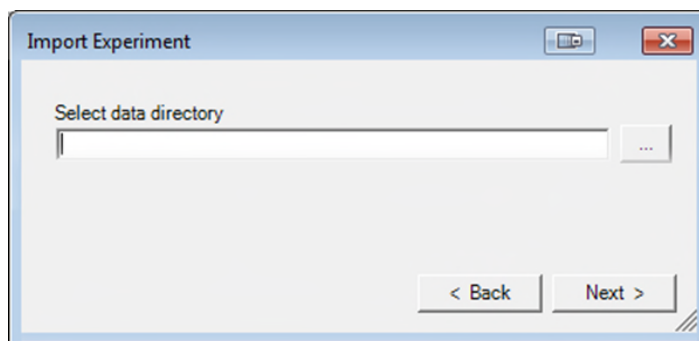 Import Experiment
Select data directory
...
< Back
Next >